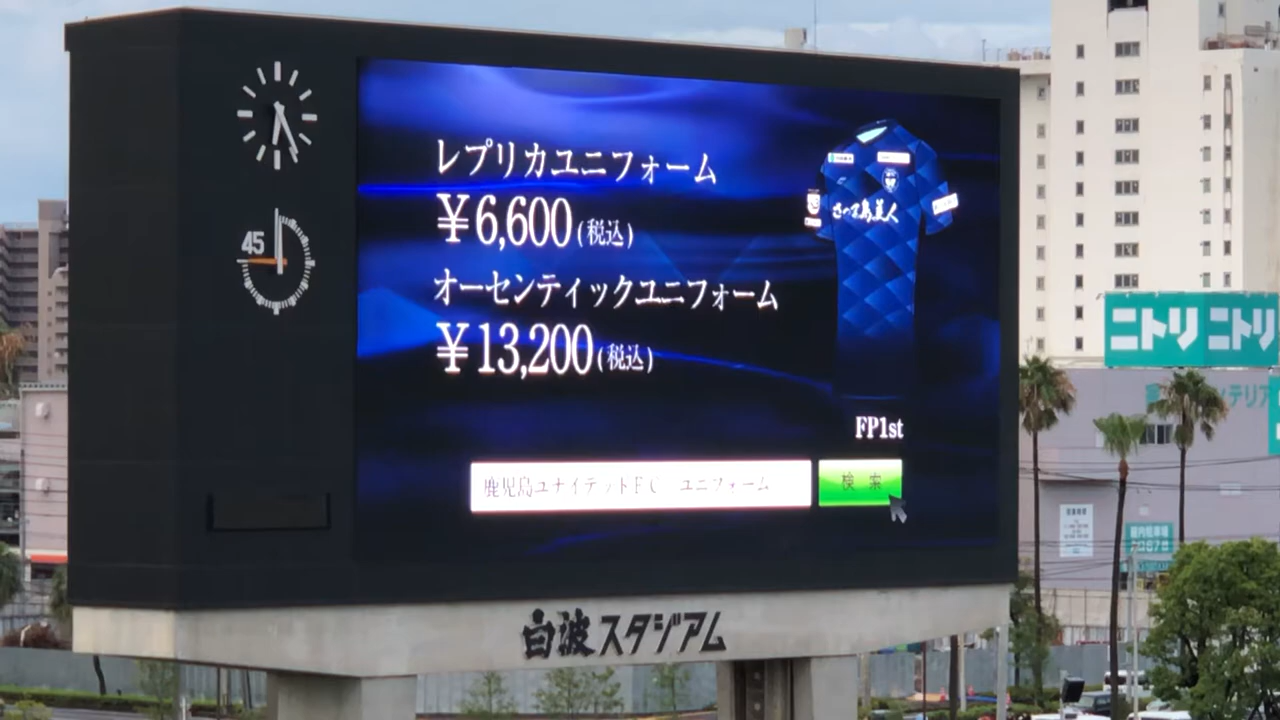 45
レプリカユニフォーム
¥6,600(税込)
オーセンティックユニフォーム
¥13,200(税込)
さつま島美人
FP1st
鹿児島ユナイテッドFC ユニフォーム
検索
白波スタジアム
ニトリ ニトリ